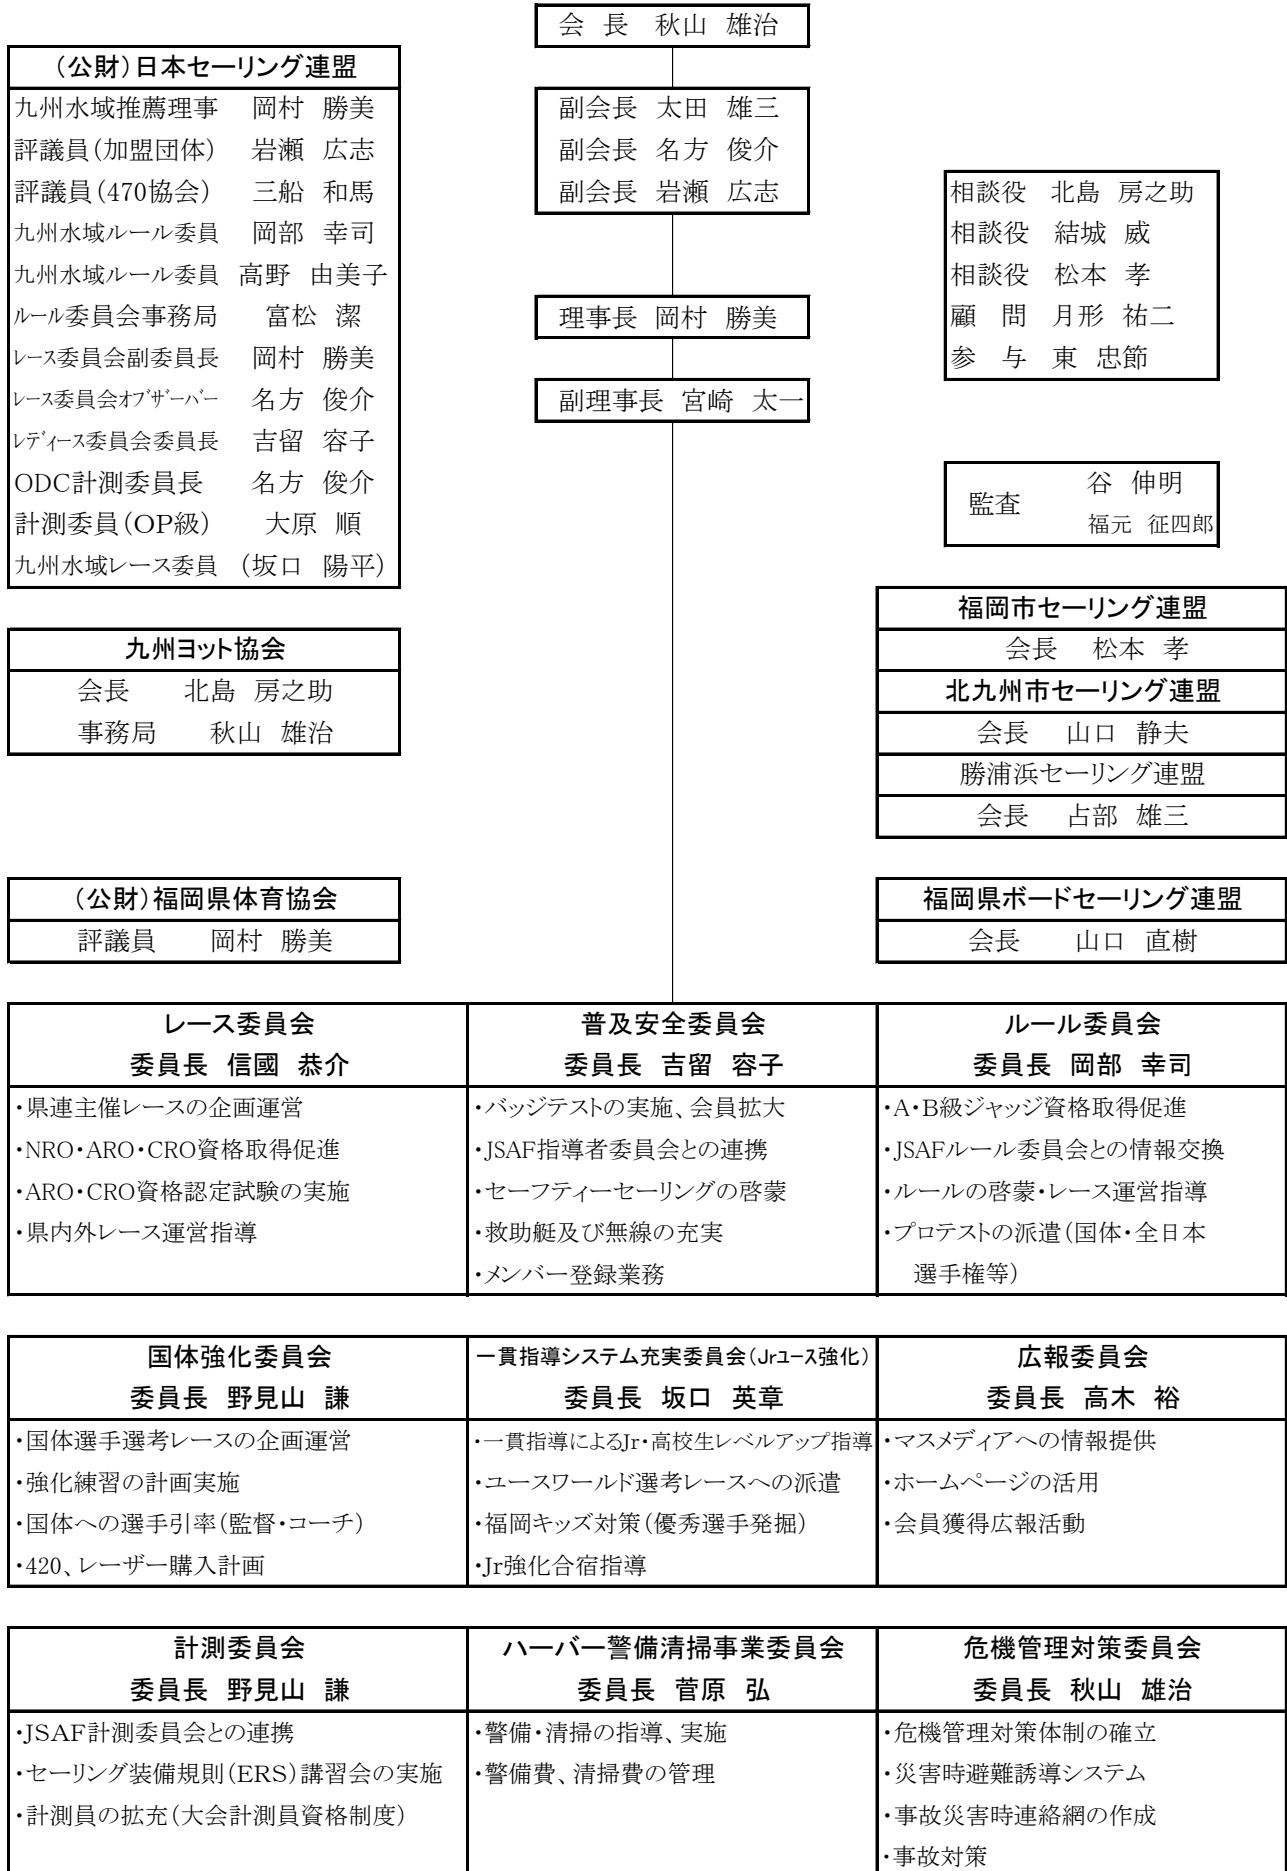 会 長 秋山 雄治
(公財)日本セーリング連盟
九州水域推薦理事 岡村 勝美
評議員(加盟団体) 岩瀬 広志
評議員(470協会) 三船 和馬
九州水域ルール委員 岡部 幸司
九州水域ルール委員 高野 由美子
ルール委員会事務局 富松 潔
レース委員会副委員長 岡村 勝美
レース委員会オブザーバー 名方 俊介
レディース委員会委員長 吉留 容子
ODC計測委員長 名方 俊介
計測委員(OP級) 大原 順
九州水域レース委員 (坂口 陽平)
副会長 太田 雄三
副会長 名方 俊介
副会長 岩瀬 広志
理事長 岡村 勝美
副理事長 宮崎 太一
相談役 北島 房之助
相談役 結城 威
相談役 松本 孝
顧 問 月形 祐二
参 与 東 忠節
監査 谷 伸明
福元 征四郎
九州ヨット協会
会長 北島 房之助
事務局 秋山 雄治
福岡市セーリング連盟
会長 松本 孝
北九州市セーリング連盟
会長 山口 静夫
勝浦浜セーリング連盟
会長 占部 雄三
(公財)福岡県体育協会
評議員 岡村 勝美
福岡県ボードセーリング連盟
会長 山口 直樹
レース委員会
委員長 信國 恭介
・県連主催レースの企画運営
・NRO・ARO・CRO資格取得促進
・ARO・CRO資格認定試験の実施
・県内外レース運営指導
普及安全委員会
委員長 吉留 容子
・バッジテストの実施、会員拡大
・JSAF指導者委員会との連携
・セーフティーセーリングの啓蒙
・救助艇及び無線の充実
・メンバー登録業務
ルール委員会
委員長 岡部 幸司
・A・B級ジャッジ資格取得促進
・JSAFルール委員会との情報交換
・ルールの啓蒙・レース運営指導
・プロテストの派遣(国体・全日本
選手権等)
国体強化委員会
委員長 野見山 謙
・国体選手選考レースの企画運営
・強化練習の計画実施
・国体への選手引率(監督・コーチ)
・420、レーザー購入計画
一貫指導システム充実委員会(Jrユース強化)
委員長 坂口 英章
・一貫指導によるJr・高校生レベルアップ指導
・ユースワールド選考レースへの派遣
・福岡キッズ対策(優秀選手発掘)
・Jr強化合宿指導
広報委員会
委員長 高木 裕
・マスメディアへの情報提供
・ホームページの活用
・会員獲得広報活動
計測委員会
委員長 野見山 謙
・JSAF計測委員会との連携
・セーリング装備規則(ERS)講習会の実施
・計測員の拡充(大会計測員資格制度)
ハーバー警備清掃事業委員会
委員長 菅原 弘
・警備・清掃の指導、実施
・警備費、清掃費の管理
危機管理対策委員会
委員長 秋山 雄治
・危機管理対策体制の確立
・災害時避難誘導システム
・事故災害時連絡網の作成
・事故対策